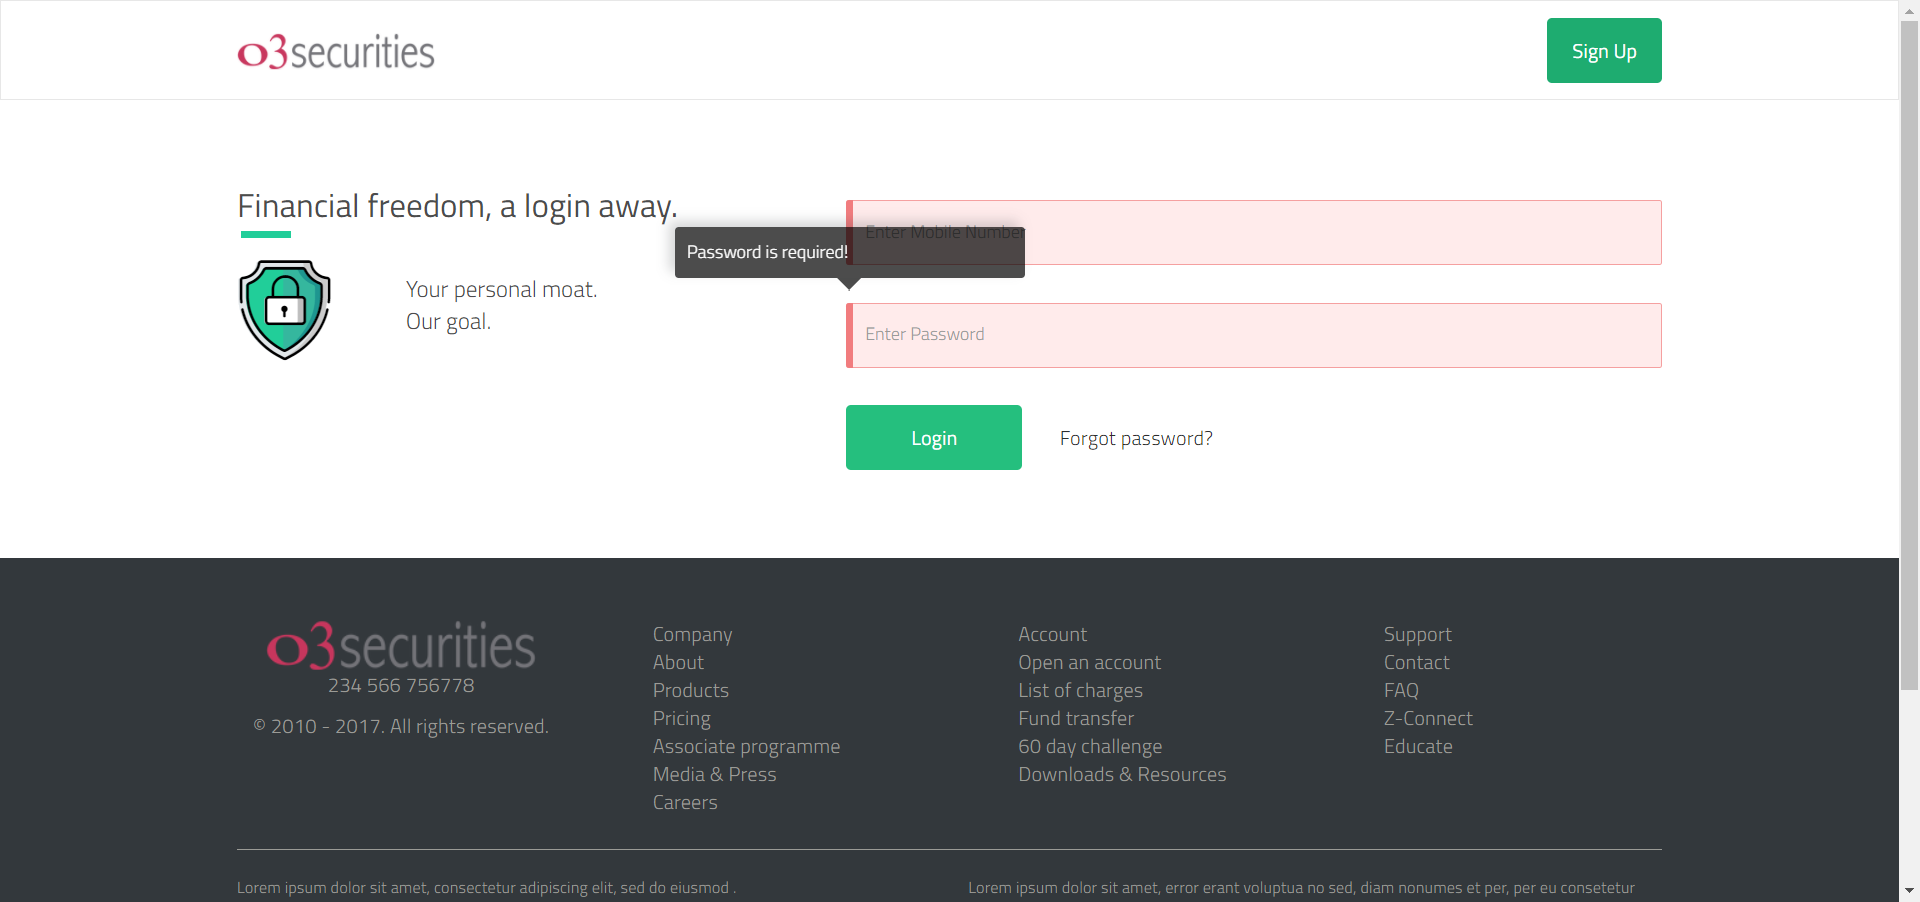 o3securities
Sign Up
Financial freedom, a login away.
Your personal moat.
Our goal.
Enter Mobile Number
Password is required!
Enter Password
Login
Forgot password?
o3securities
234 566 756778
© 2010 - 2017. All rights reserved.
Company
About
Products
Pricing
Associate programme
Media & Press
Careers
Account
Open an account
List of charges
Fund transfer
60 day challenge
Downloads & Resources
Support
Contact
FAQ
Z-Connect
Educate
Lorem ipsum dolor sit amet, consectetur adipiscing elit, sed do eiusmod .
Lorem ipsum dolor sit amet, error erant voluptua no sed, diam nonumes et per, per eu consetetur